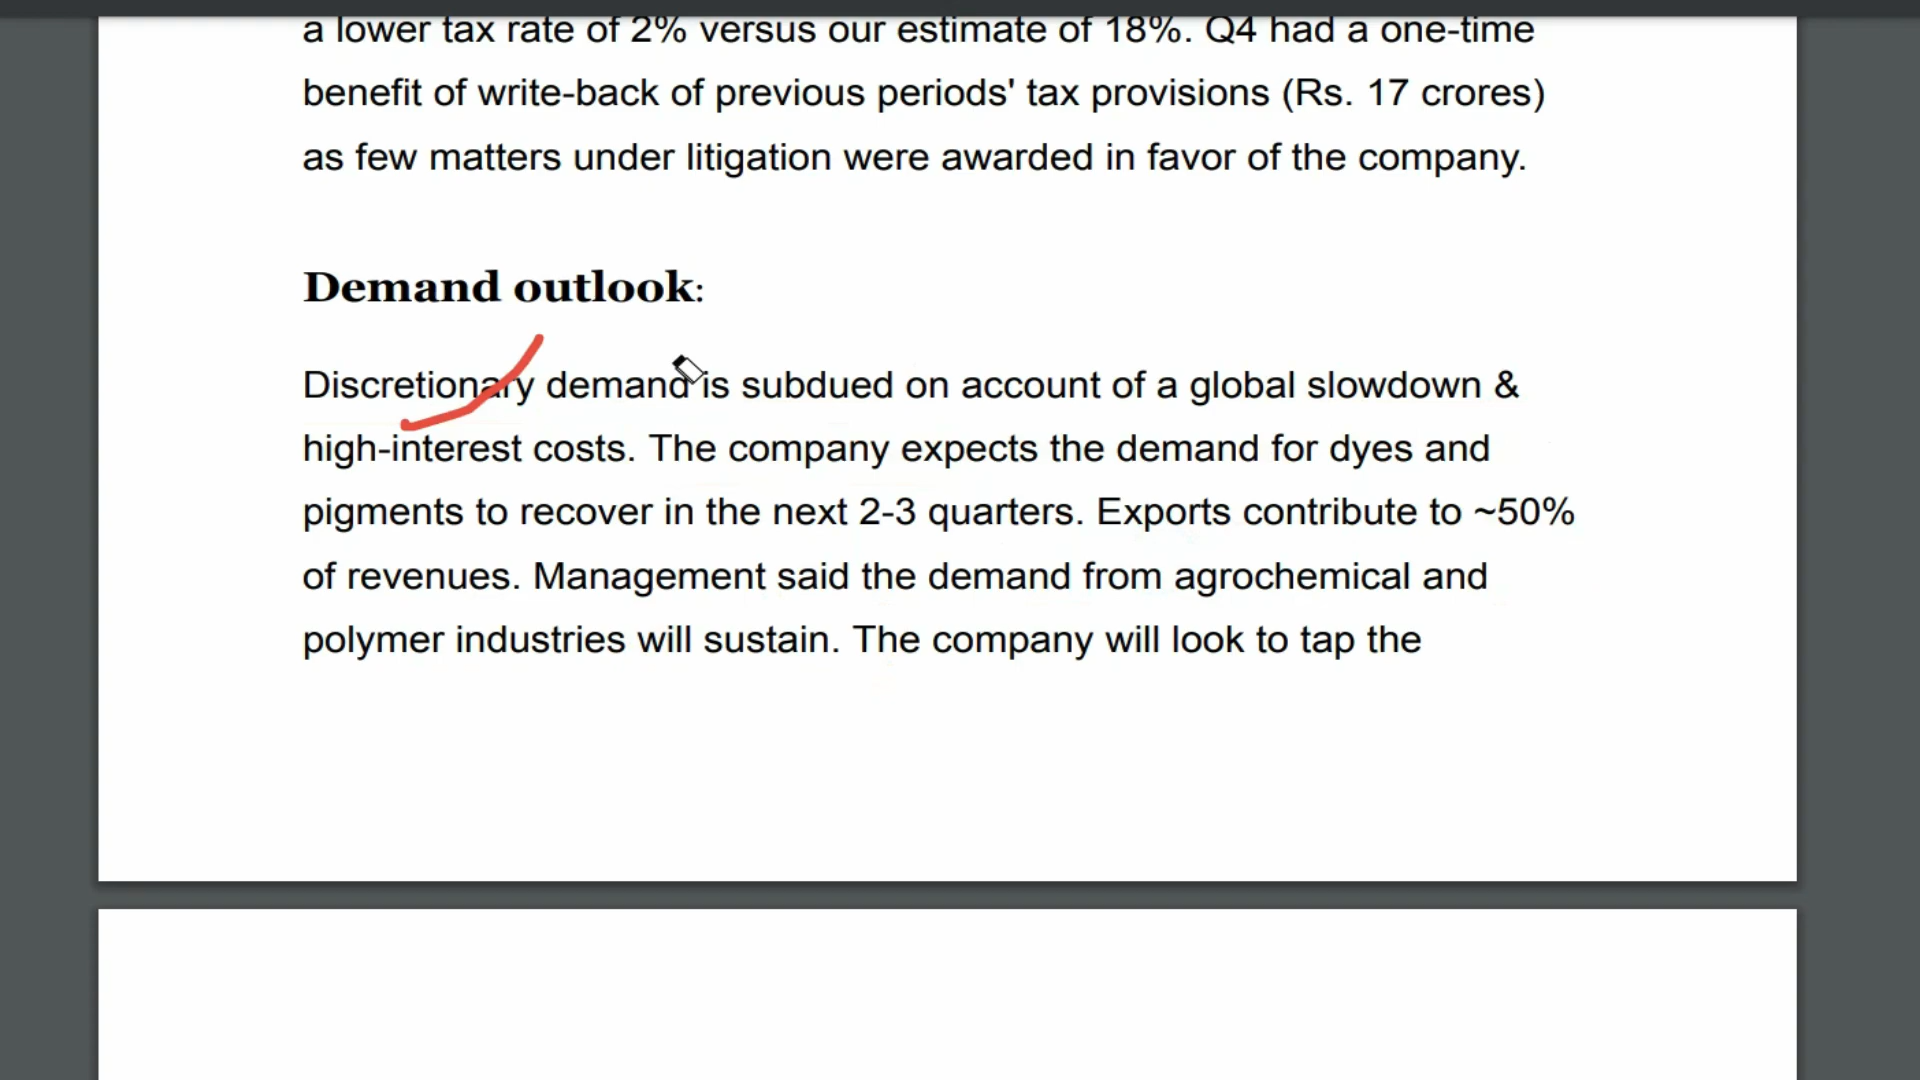 a lower tax rate of 2% versus our estimate of 18%. Q4 had a one-time
benefit of write-back of previous periods' tax provisions (Rs. 17 crores)
as few matters under litigation were awarded in favor of the company.
Demand outlook:
Discretionary demand is subdued on account of a global slowdown &
high-interest costs. The company expects the demand for dyes and
pigments to recover in the next 2-3 quarters. Exports contribute to ~50%
of revenues. Management said the demand from agrochemical and
polymer industries will sustain. The company will look to tap the